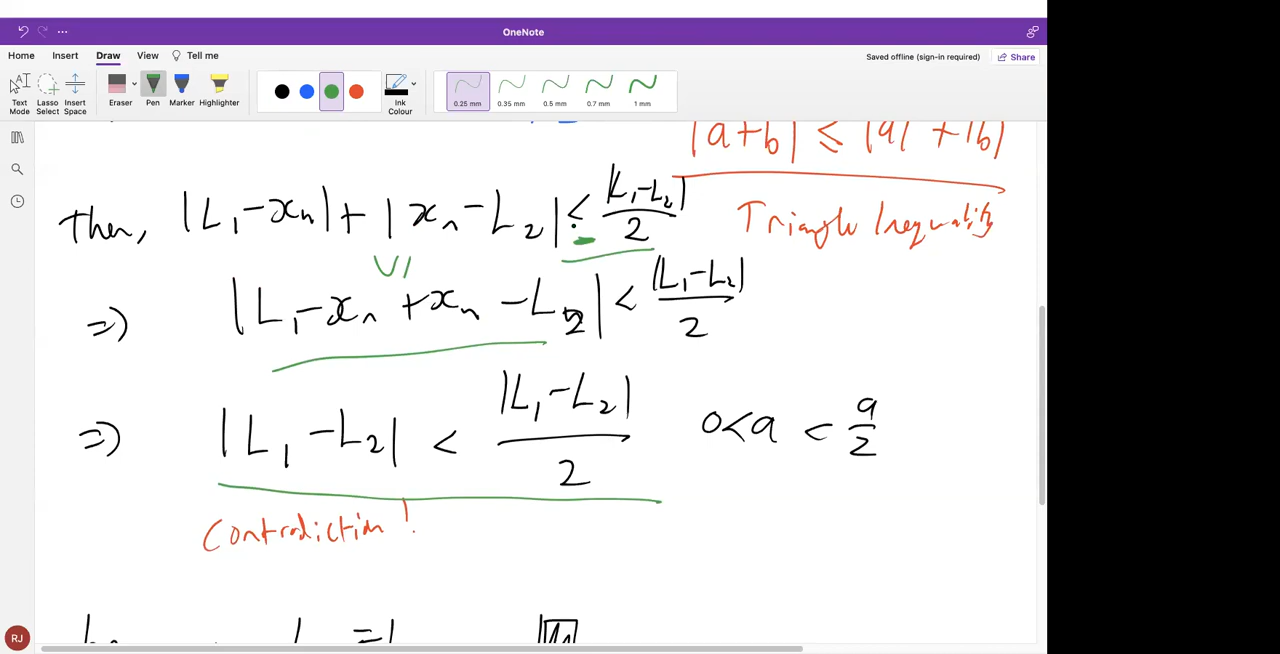 OneNote
Home Insert Draw View Tell me
Saved offline (sign-in required) Share
Text Mode Lasso Select Insert Space Eraser Pen Marker Highlighter Ink Colour 0.25 mm 0.35 mm 0.5 mm 0.7 mm 1 mm
|a+b| ≤ |a| + |b|
Then, |L₁-xₙ| + |xₙ-L₂| ≤ |L₁-L₂|/2
Triangle Inequality
V/
=> |L₁-xₙ+xₙ-L₂| < |L₁-L₂|/2
=> |L₁-L₂| < |L₁-L₂|/2 0<a<a/2
Contradiction!
RJ